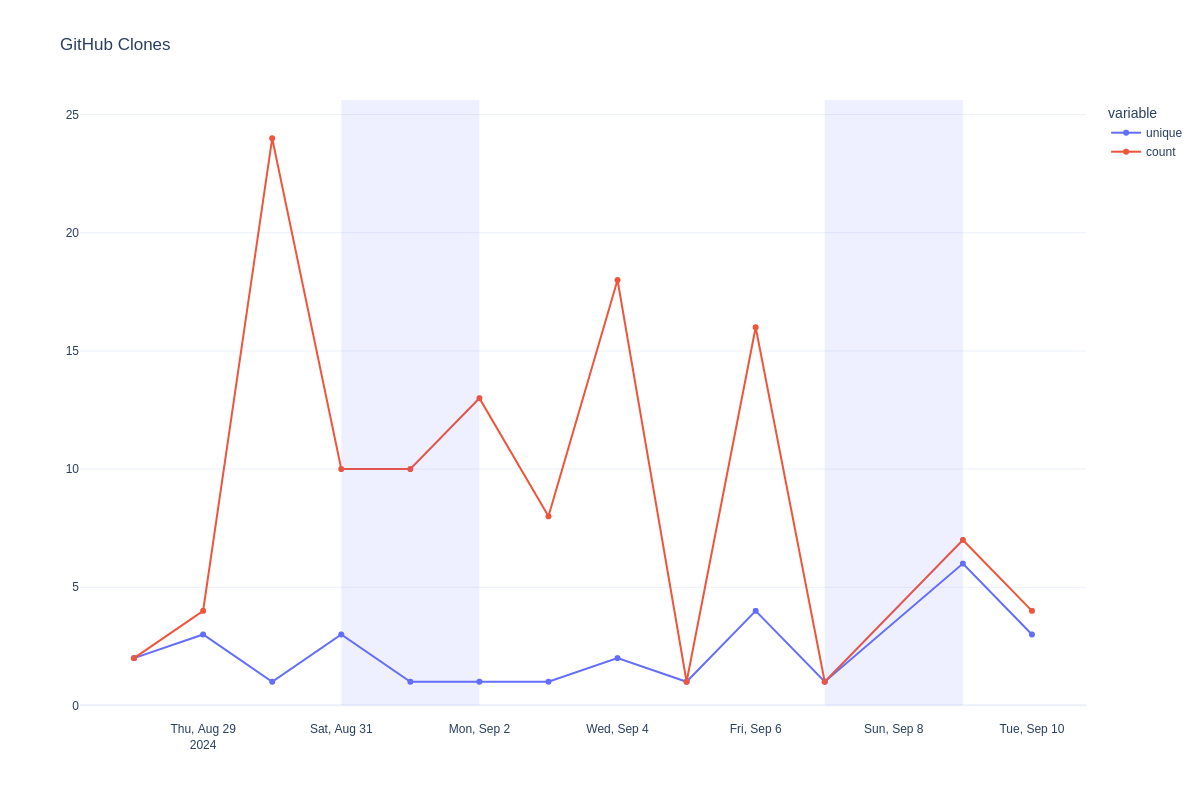 GitHub Clones
variable
unique
count
25
20
15
10
5
0
Thu, Aug 29
2024
Sat, Aug 31
Mon, Sep 2
Wed, Sep 4
Fri, Sep 6
Sun, Sep 8
Tue, Sep 10